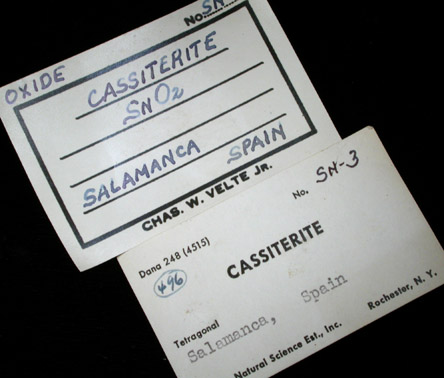 OXIDE
No. SN
CASSITERITE
SnO2
SALAMANCA SPAIN
CHAS. W. VELTE JR.
No. SN-3
Dana 248 (4515)
496
CASSITERITE
Tetragonal
Salamanca, Spain
Natural Science Est., Inc. Rochester, N. Y.